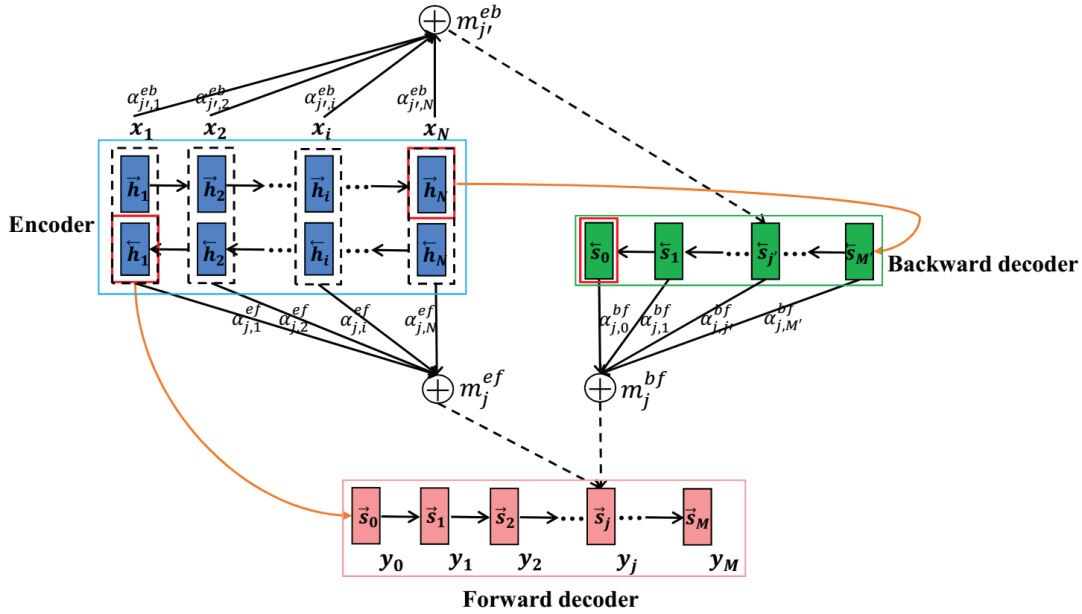 m_{j'}^{eb}
α_{j',1}^{eb} α_{j',2}^{eb} α_{j',i}^{eb} α_{j',N}^{eb}
x_1 x_2 x_i x_N
→h_1 →h_2 ... →h_i ... →h_N
Encoder
←h_1 ←h_2 ... ←h_i ... ←h_N
←s_0 ←s_1 ... ←s_{j'} ... ←s_{M'}
Backward decoder
α_{j,1}^{ef} α_{j,2}^{ef} α_{j,i}^{ef} α_{j,N}^{ef}
α_{j,0}^{bf} α_{j,1}^{bf} α_{j,j'}^{bf} α_{j,M'}^{bf}
m_j^{ef} m_j^{bf}
→s_0 →s_1 →s_2 ... →s_j ... →s_M
y_0 y_1 y_2 y_j y_M
Forward decoder